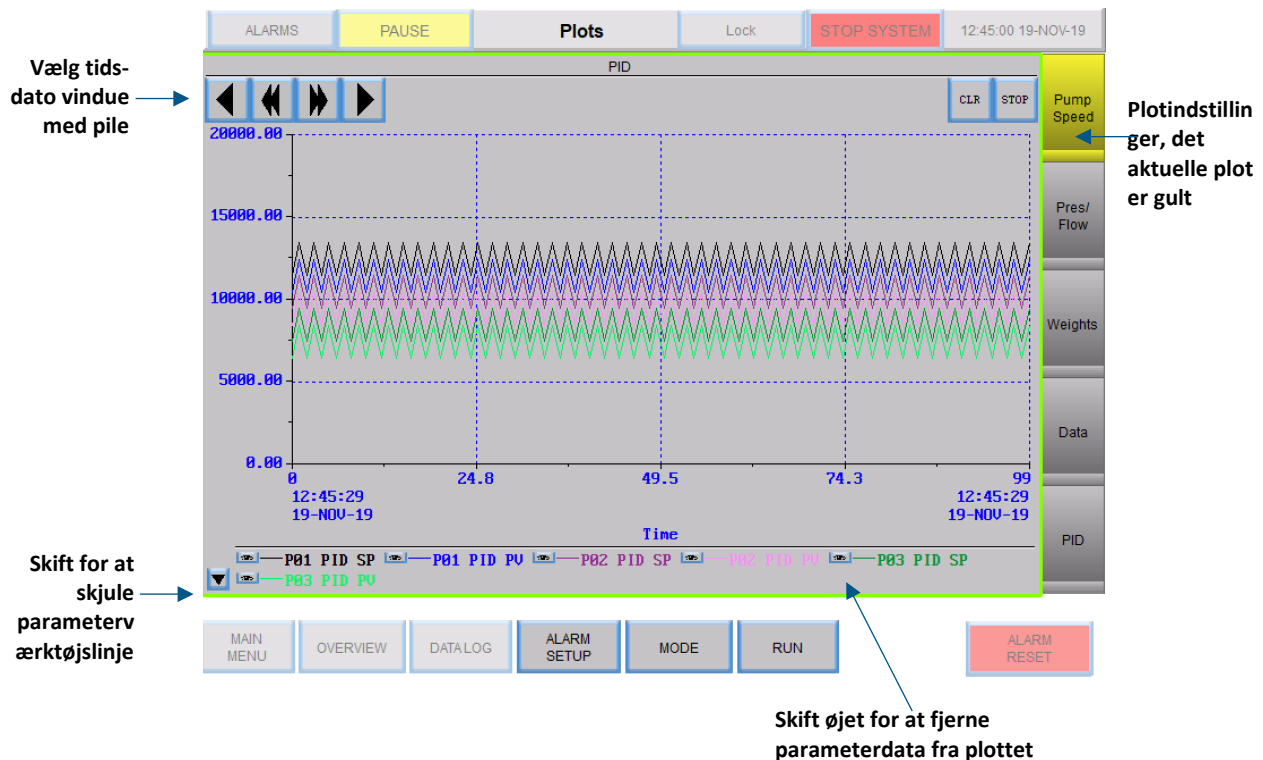 ALARMS
PAUSE
Plots
Lock
STOP SYSTEM
12:45:00 19-NOV-19
Vælg tids-
dato vindue
med pile
PID
CLR
STOP
Pump
Speed
Pres/
Flow
Weights
Data
PID
Plotindstillin
ger, det
aktuelle plot
er gult
20000.00
15000.00
10000.00
5000.00
0.00
0
24.8
49.5
74.3
99
12:45:29
19-NOV-19
12:45:29
19-NOV-19
Time
P01 PID SP
P01 PID PV
P02 PID SP
P02 PID PV
P03 PID SP
P03 PID PV
Skift for at
skjule
parameterv
ærktøjslinje
MAIN
MENU
OVERVIEW
DATALOG
ALARM
SETUP
MODE
RUN
ALARM
RESET
Skift øjet for at fjerne
parameterdata fra plottet